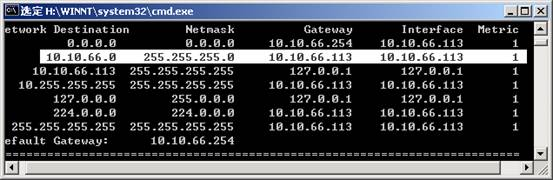 选定 H:\WINNT\system32\cmd.exe
etwork Destination Netmask Gateway Interface Metric
0.0.0.0 0.0.0.0 10.10.66.254 10.10.66.113 1
10.10.66.0 255.255.255.0 10.10.66.113 10.10.66.113 1
10.10.66.113 255.255.255.255 127.0.0.1 127.0.0.1 1
10.255.255.255 255.255.255.255 10.10.66.113 10.10.66.113 1
127.0.0.0 255.0.0.0 127.0.0.1 127.0.0.1 1
224.0.0.0 224.0.0.0 10.10.66.113 10.10.66.113 1
255.255.255.255 255.255.255.255 10.10.66.113 10.10.66.113 1
efault Gateway: 10.10.66.254
===========================================================================